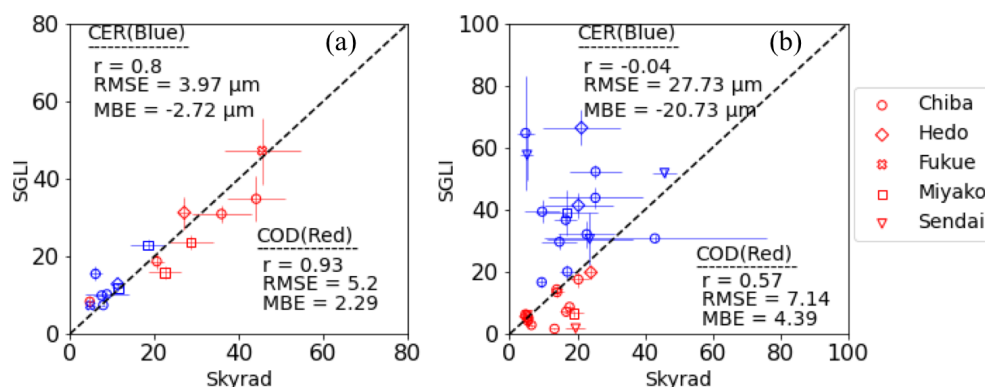 (a)
CER(Blue)
r = 0.8
RMSE = 3.97 μm
MBE = -2.72 μm
COD(Red)
r = 0.93
RMSE = 5.2
MBE = 2.29
80
60
40
20
0
SGLI
0 20 40 60 80
Skyrad
(b)
CER(Blue)
r = -0.04
RMSE = 27.73 μm
MBE = -20.73 μm
COD(Red)
r = 0.57
RMSE = 7.14
MBE = 4.39
100
80
60
40
20
0
SGLI
0 20 40 60 80 100
Skyrad
Chiba
Hedo
Fukue
Miyako
Sendai